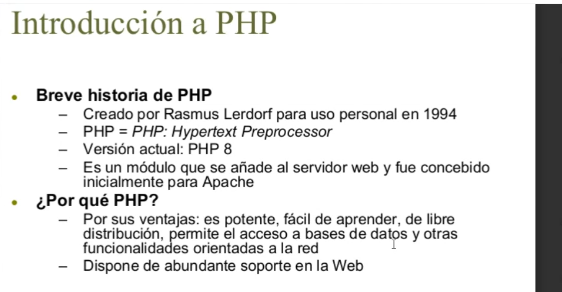 Introducción a PHP
• Breve historia de PHP
– Creado por Rasmus Lerdorf para uso personal en 1994
– PHP = PHP: Hypertext Preprocessor
– Versión actual: PHP 8
– Es un módulo que se añade al servidor web y fue concebido
inicialmente para Apache
• ¿Por qué PHP?
– Por sus ventajas: es potente, fácil de aprender, de libre
distribución, permite el acceso a bases de datos y otras
funcionalidades orientadas a la red
– Dispone de abundante soporte en la Web